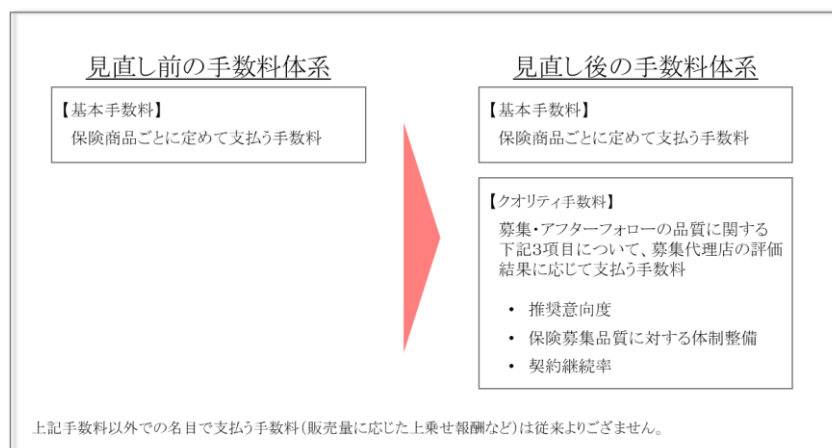 見直し前の手数料体系
【基本手数料】
保険商品ごとに定めて支払う手数料
見直し後の手数料体系
【基本手数料】
保険商品ごとに定めて支払う手数料
【クオリティ手数料】
募集・アフターフォローの品質に関する
下記3項目について、募集代理店の評価
結果に応じて支払う手数料
• 推奨意向度
• 保険募集品質に対する体制整備
• 契約継続率
上記手数料以外での名目で支払う手数料(販売量に応じた上乗せ報酬など)は従来よりござません。